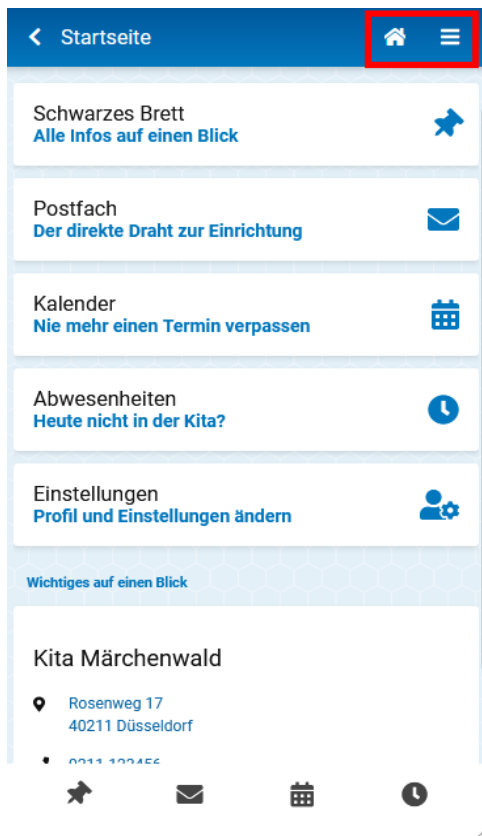 Startseite
Schwarzes Brett
Alle Infos auf einen Blick
Postfach
Der direkte Draht zur Einrichtung
Kalender
Nie mehr einen Termin verpassen
Abwesenheiten
Heute nicht in der Kita?
Einstellungen
Profil und Einstellungen ändern
Wichtiges auf einen Blick
Kita Märchenwald
Rosenweg 17
40211 Düsseldorf
0211 123456